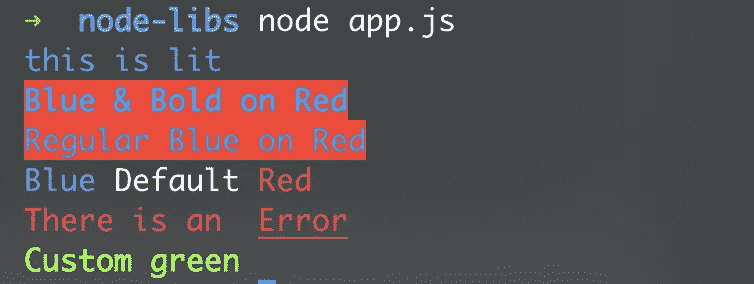 → node-libs node app.js
this is lit
Blue & Bold on Red
Regular Blue on Red
Blue Default Red
There is an Error
Custom green